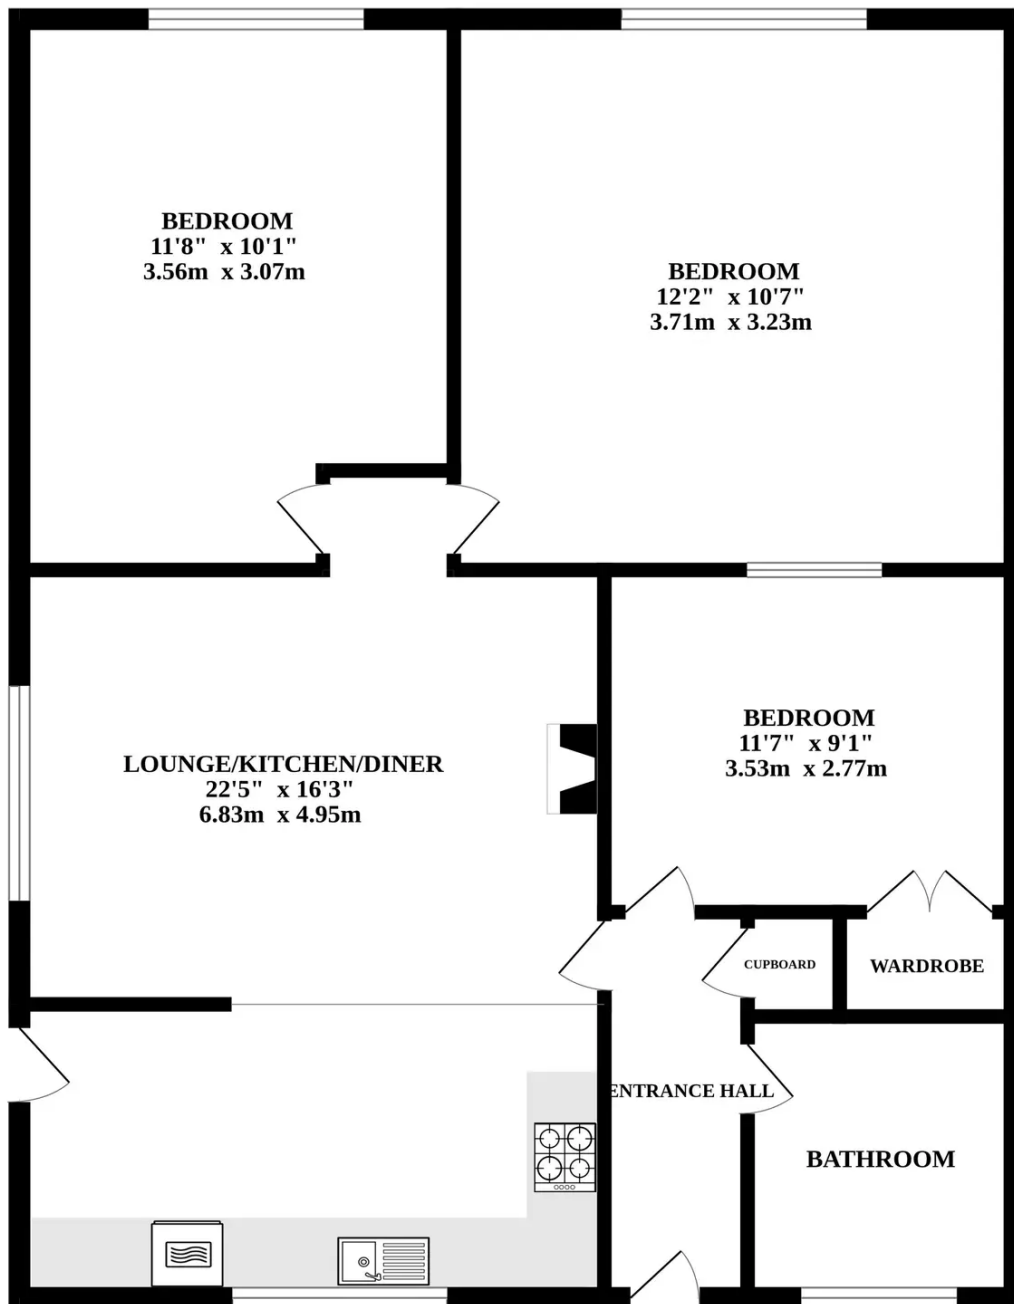 BEDROOM
11'8" x 10'1"
3.56m x 3.07m
BEDROOM
12'2" x 10'7"
3.71m x 3.23m
BEDROOM
11'7" x 9'1"
3.53m x 2.77m
LOUNGE/KITCHEN/DINER
22'5" x 16'3"
6.83m x 4.95m
CUPBOARD
WARDROBE
ENTRANCE HALL
BATHROOM